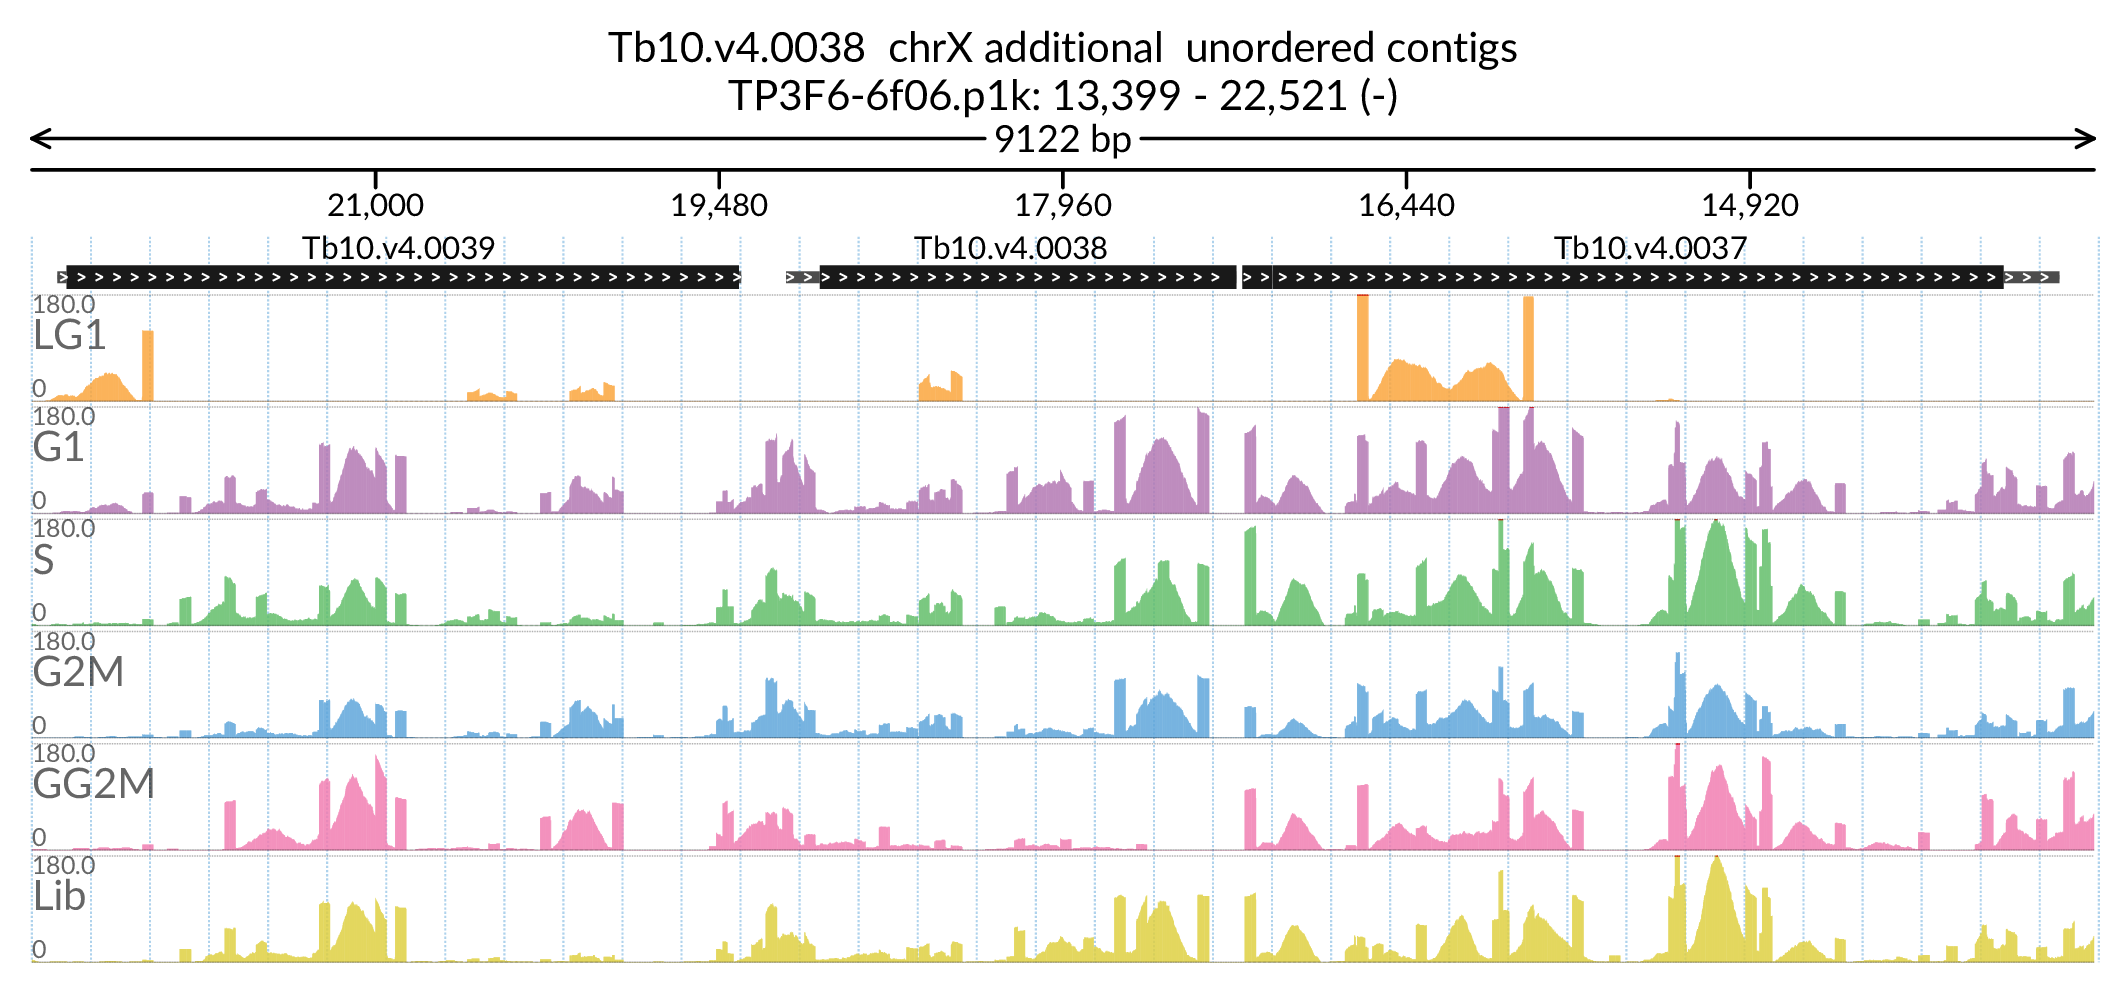 Tb10.v4.0038 chrX additional unordered contigs
TP3F6-6f06.p1k: 13,399 - 22,521 (-)
9122 bp
21,000 19,480 17,960 16,440 14,920
Tb10.v4.0039 Tb10.v4.0038 Tb10.v4.0037
180.0
LG1
0
180.0
G1
0
180.0
S
0
180.0
G2M
0
180.0
GG2M
0
180.0
Lib
0